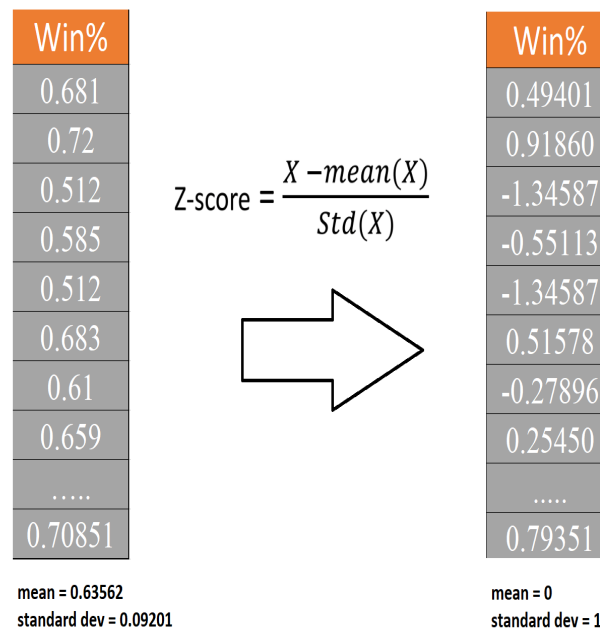 Win%
0.681
0.72
0.512
0.585
0.512
0.683
0.61
0.659
.....
0.70851
mean = 0.63562
standard dev = 0.09201
Z-score = X −mean(X)
Std(X)
Win%
0.49401
0.91860
-1.34587
-0.55113
-1.34587
0.51578
-0.27896
0.25450
.....
0.79351
mean = 0
standard dev = 1